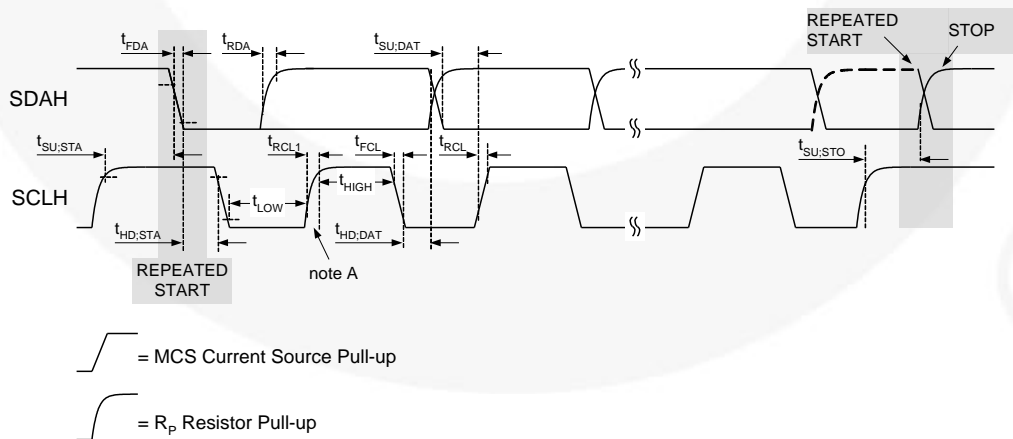 REPEATED
START
STOP
tFDA
tRDA
tSU;DAT
SDAH
tSU;STA
tRCL1
tFCL
tRCL
tSU;STO
tHIGH
SCLH
tLOW
tHD;STA
tHD;DAT
note A
REPEATED
START
= MCS Current Source Pull-up
= RP Resistor Pull-up